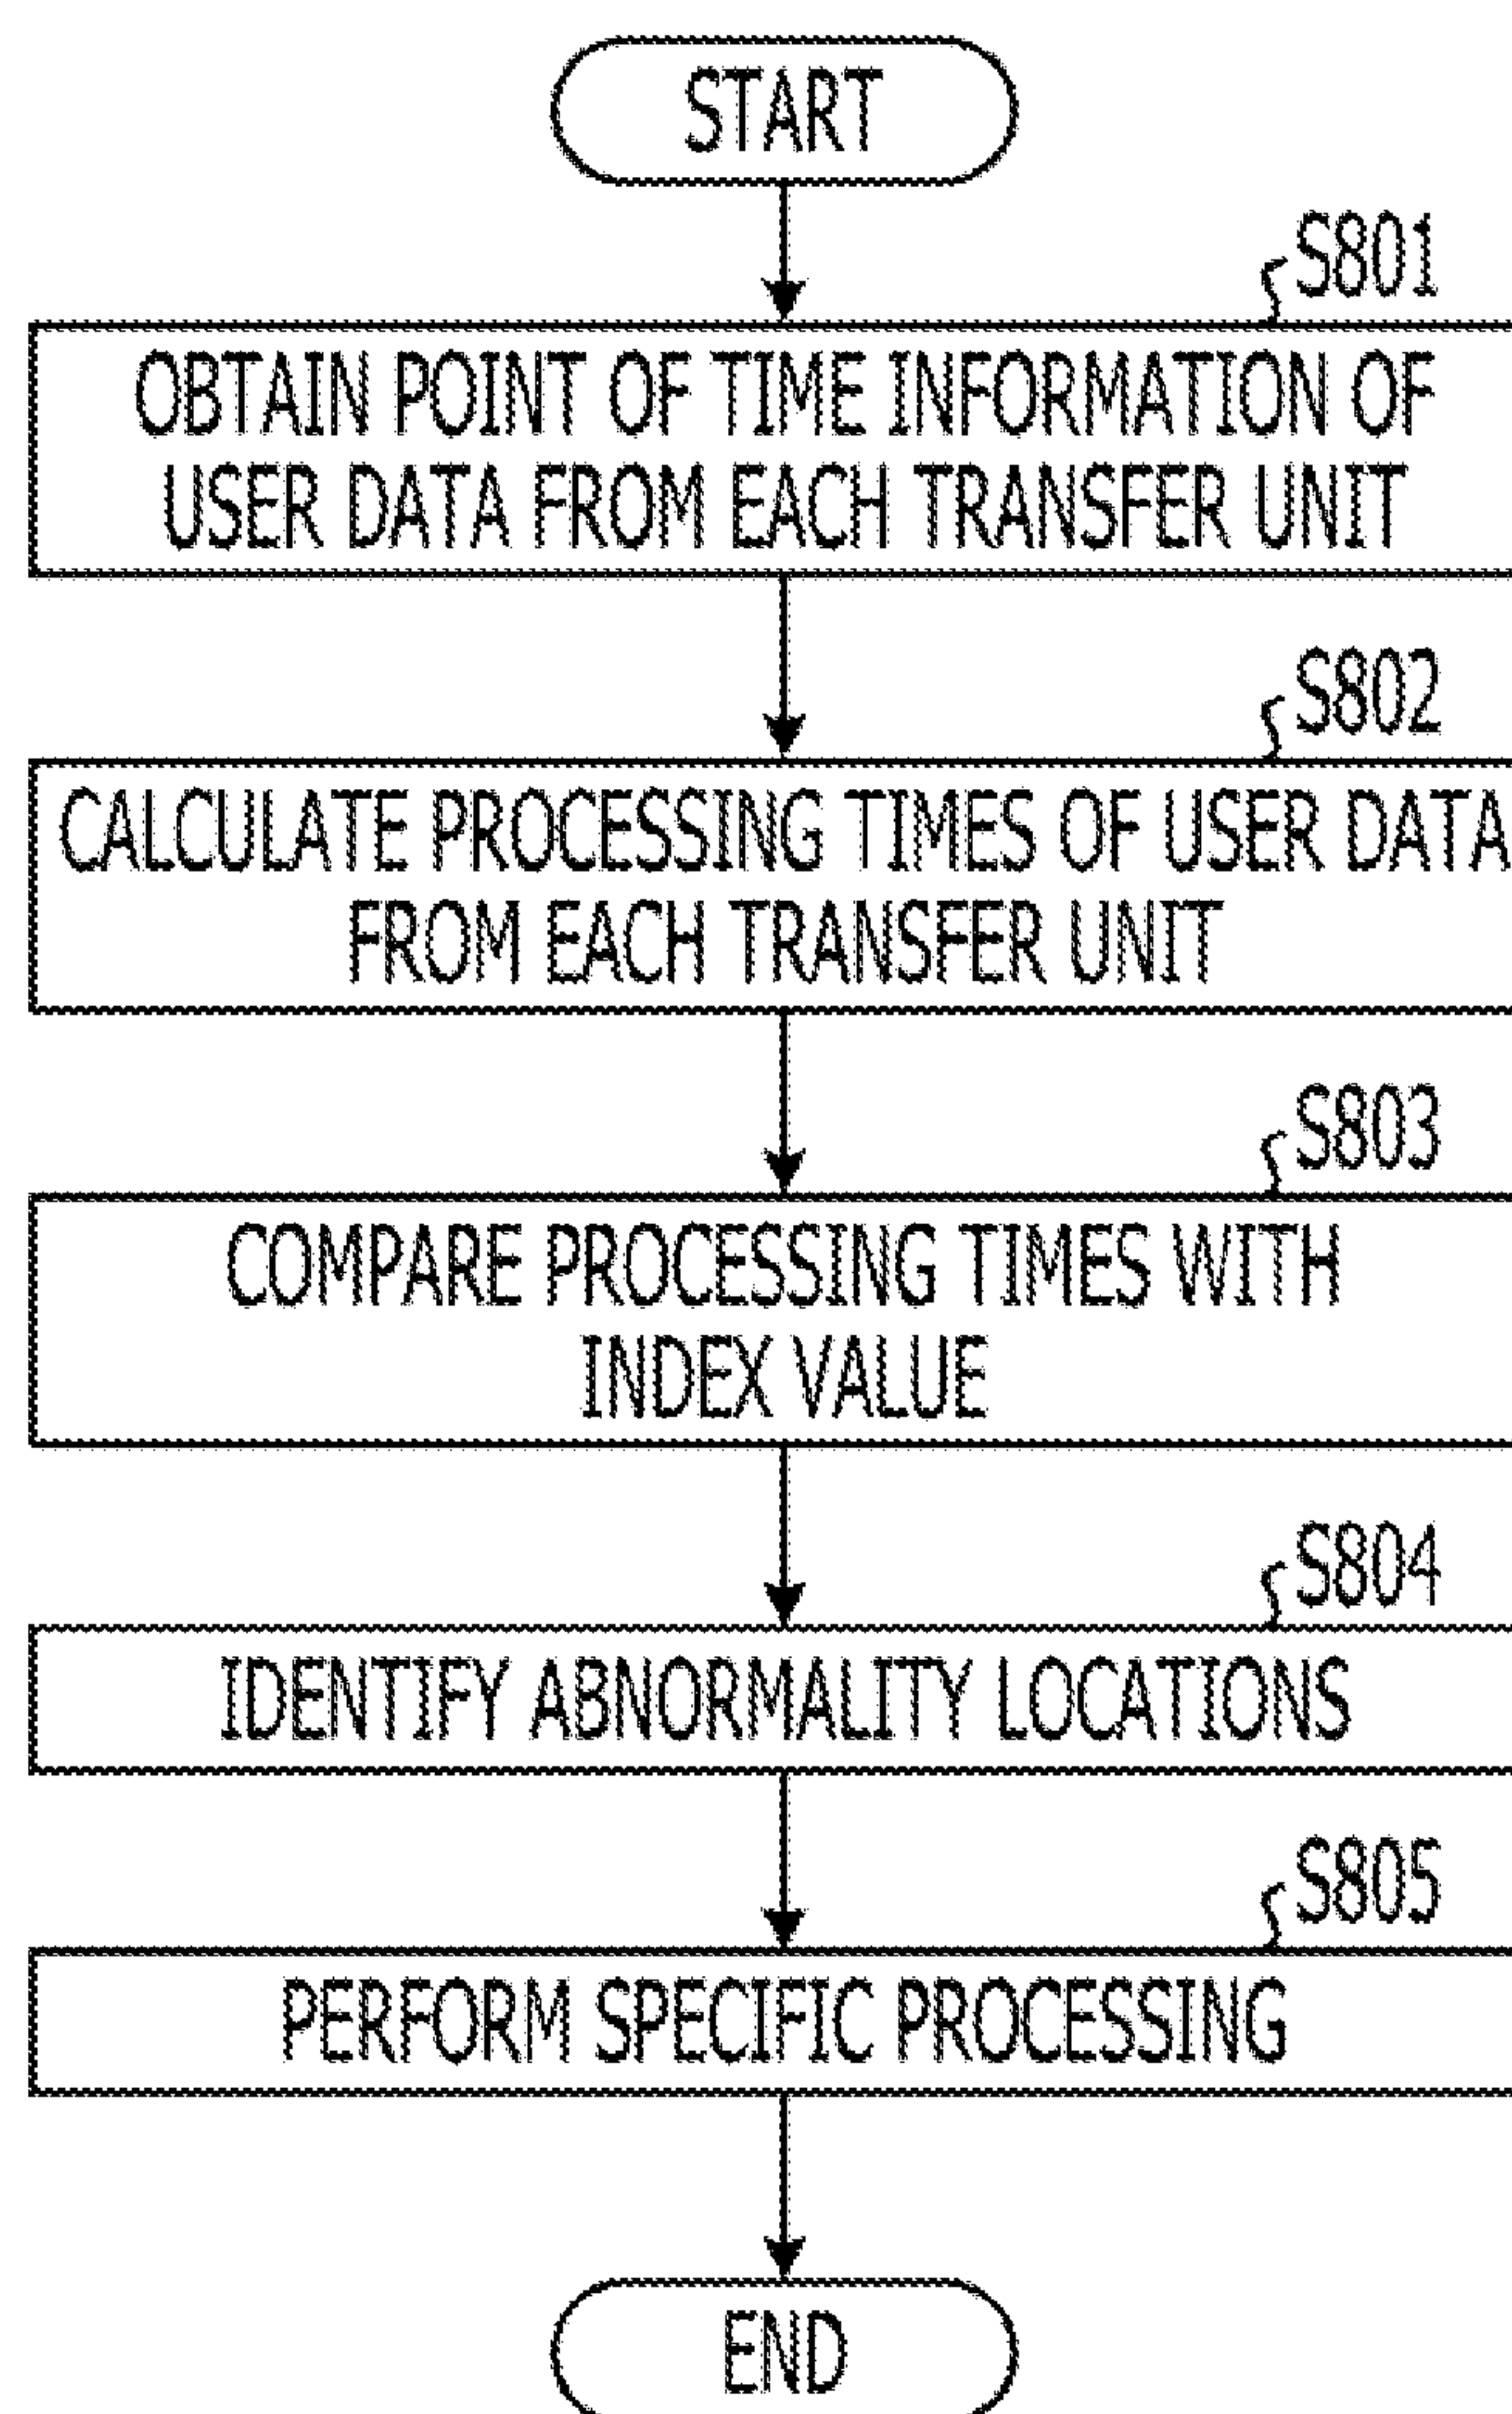 START
S801
OBTAIN POINT OF TIME INFORMATION OF
USER DATA FROM EACH TRANSFER UNIT
S802
CALCULATE PROCESSING TIMES OF USER DATA
FROM EACH TRANSFER UNIT
S803
COMPARE PROCESSING TIMES WITH
INDEX VALUE
S804
IDENTIFY ABNORMALITY LOCATIONS
S805
PERFORM SPECIFIC PROCESSING
END